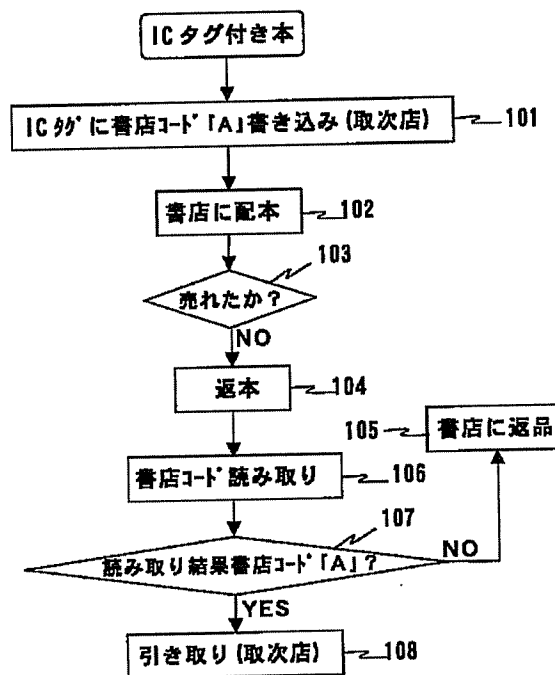 ICタグ付き本
ICﾀｸﾞに書店ｺｰﾄﾞ「A」書き込み(取次店)
101
書店に配本
102
103
売れたか？
NO
返本
104
105
書店に返品
書店ｺｰﾄﾞ読み取り
106
107
読み取り結果書店ｺｰﾄﾞ「A」？
NO
YES
引き取り(取次店)
108